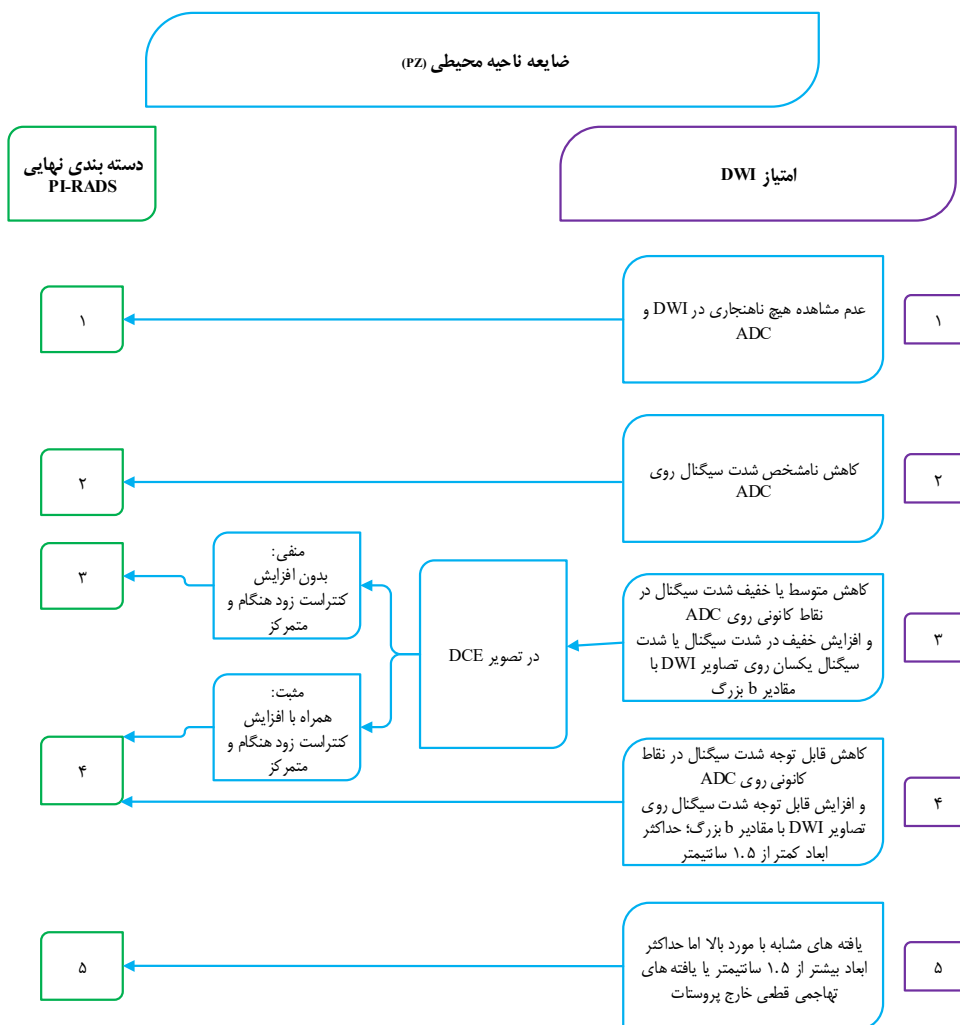 ضایعه ناحیه محیطی (PZ)
امتیاز DWI
دسته بندی نهایی
PI-RADS
۱
عدم مشاهده هیچ ناهنجاری در DWI و
ADC
۱
۲
کاهش نامشخص شدت سیگنال روی
ADC
۲
۳
کاهش متوسط یا خفیف شدت سیگنال در
نقاط کانونی روی ADC
و افزایش خفیف در شدت سیگنال یا شدت
سیگنال یکسان روی تصاویر DWI با
مقادیر b بزرگ
در تصویر DCE
منفی:
بدون افزایش
کنتراست زود هنگام و
متمرکز
۳
مثبت:
همراه با افزایش
کنتراست زود هنگام و
متمرکز
۴
۴
کاهش قابل توجه شدت سیگنال در نقاط
کانونی روی ADC
و افزایش قابل توجه شدت سیگنال روی
تصاویر DWI با مقادیر b بزرگ؛ حداکثر
ابعاد کمتر از ۱.۵ سانتیمتر
۵
یافته های مشابه با مورد بالا اما حداکثر
ابعاد بیشتر از ۱.۵ سانتیمتر یا یافته های
تهاجمی قطعی خارج پروستات
۵